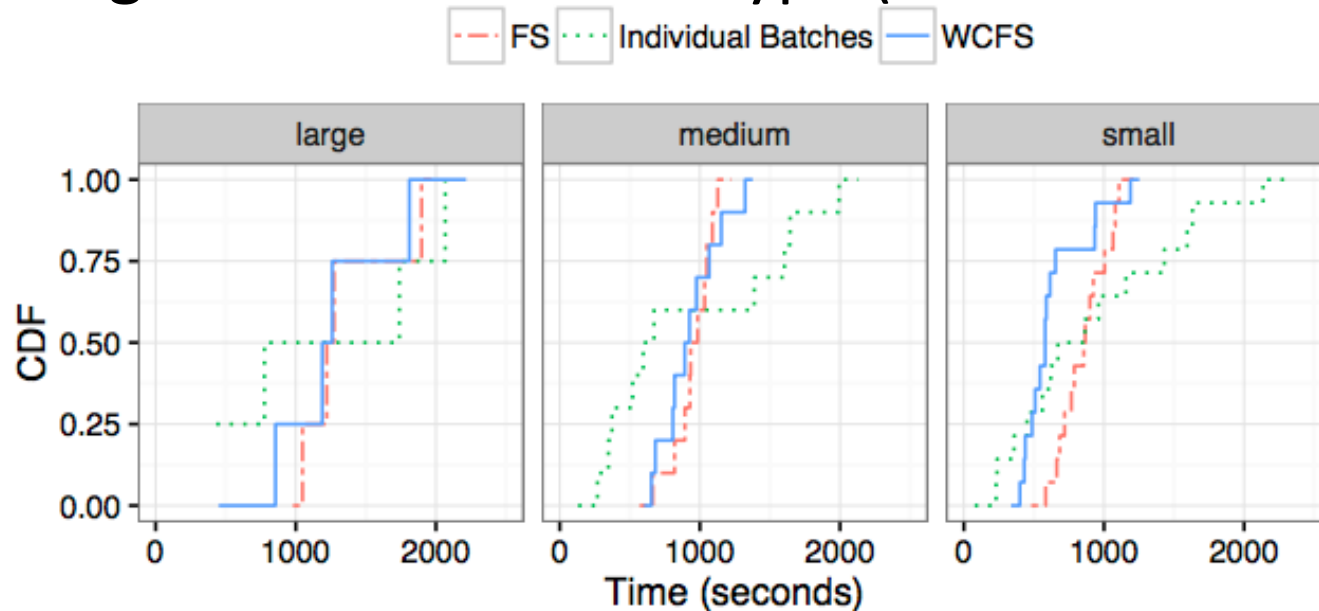 FS Individual Batches WCFS
large medium small
1.00
0.75
0.50
0.25
0.00
CDF
0 1000 2000 0 1000 2000 0 1000 2000
Time (seconds)